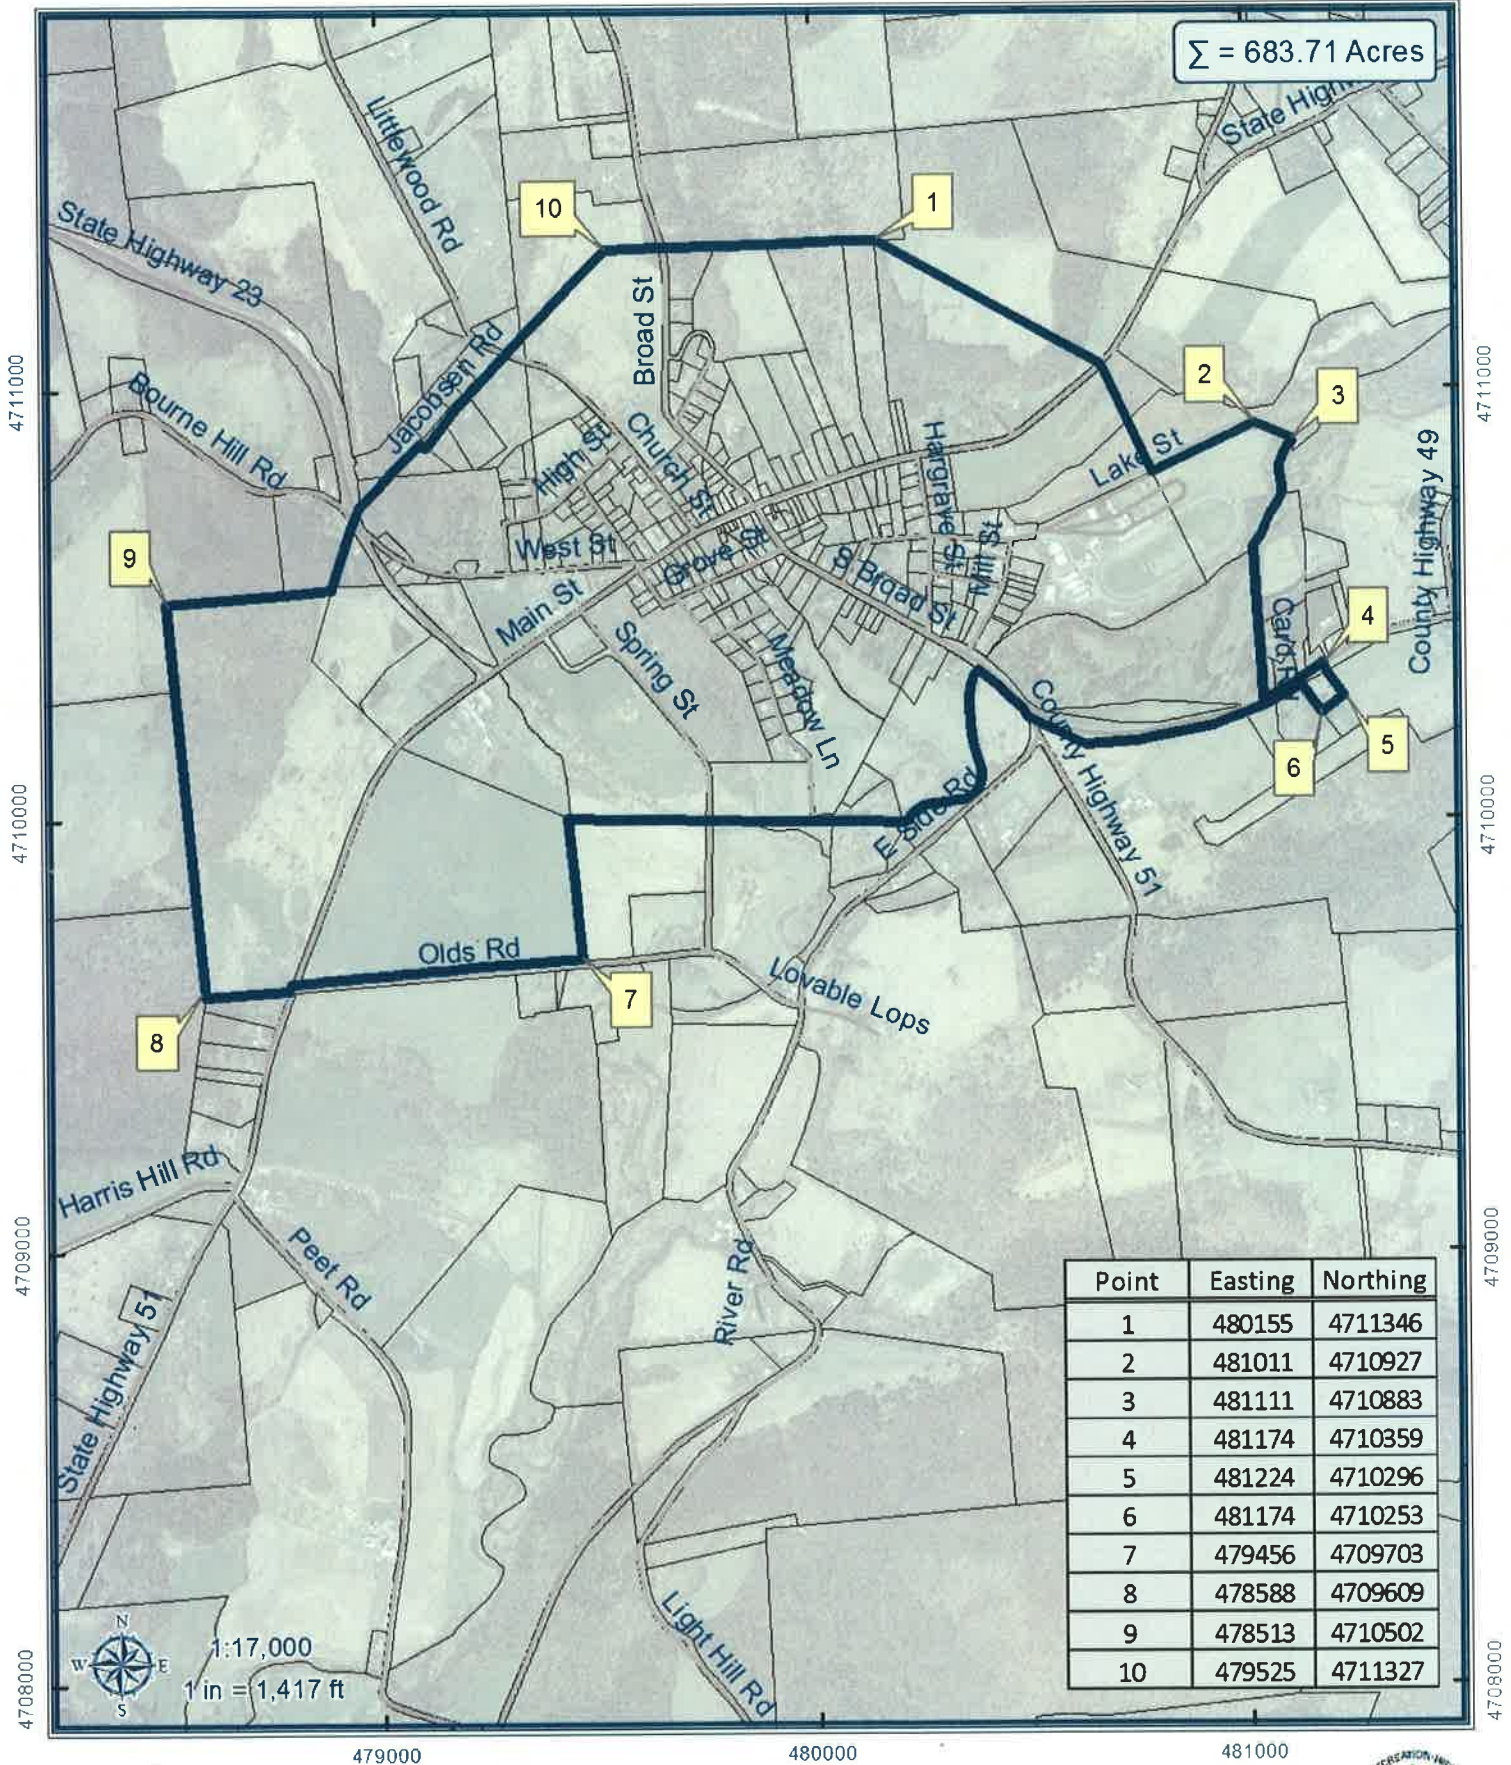 ∑ = 683.71 Acres
State Highw
Littlewood Rd
10
1
State Highway 23
Broad St
4711000
4711000
Jacobsen Rd
2
3
Bourne Hill Rd
Church St
High St
Hargrave St
Lake St
County Highway 49
9
West St
Grove St
Mill St
S Broad St
Main St
Card Rd
4
Spring St
Meadow Ln
County Highway 51
5
6
4710000
4710000
E Side Rd
Olds Rd
Lovable Lops
7
8
Harris Hill Rd
4709000
4709000
Peet Rd
River Rd
State Highway 51
Point Easting Northing
1 480155 4711346
2 481011 4710927
3 481111 4710883
4 481174 4710359
5 481224 4710296
6 481174 4710253
7 479456 4709703
8 478588 4709609
9 478513 4710502
10 479525 4711327
Light Hill Rd
N
W E
S
1:17,000
1 in = 1,417 ft
4708000
4708000
479000
480000
481000